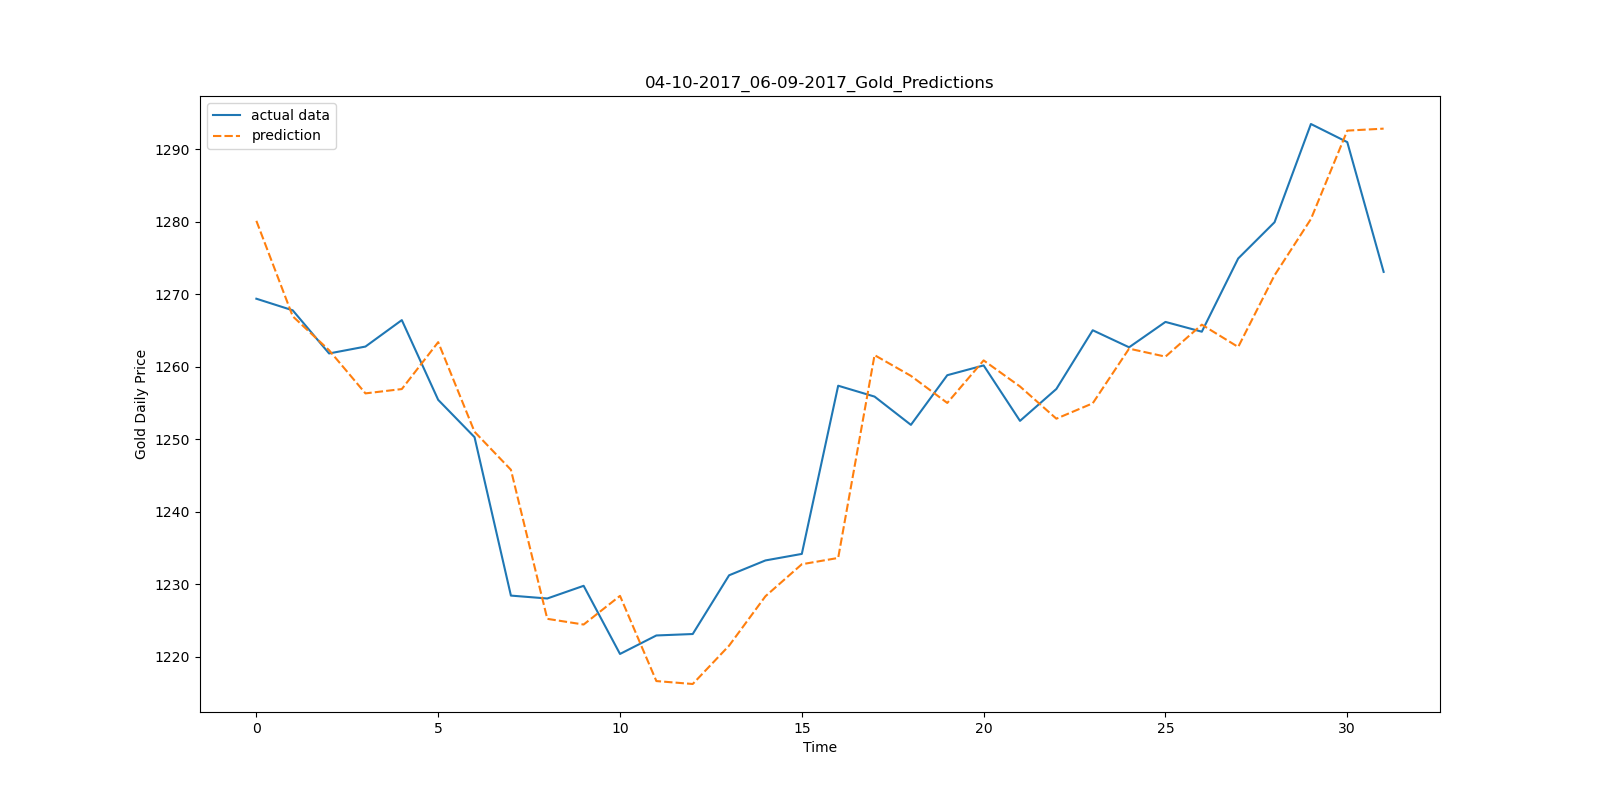 04-10-2017_06-09-2017_Gold_Predictions
actual data
prediction
1290
1280
1270
1260
1250
1240
1230
1220
Gold Daily Price
0 5 10 15 20 25 30
Time